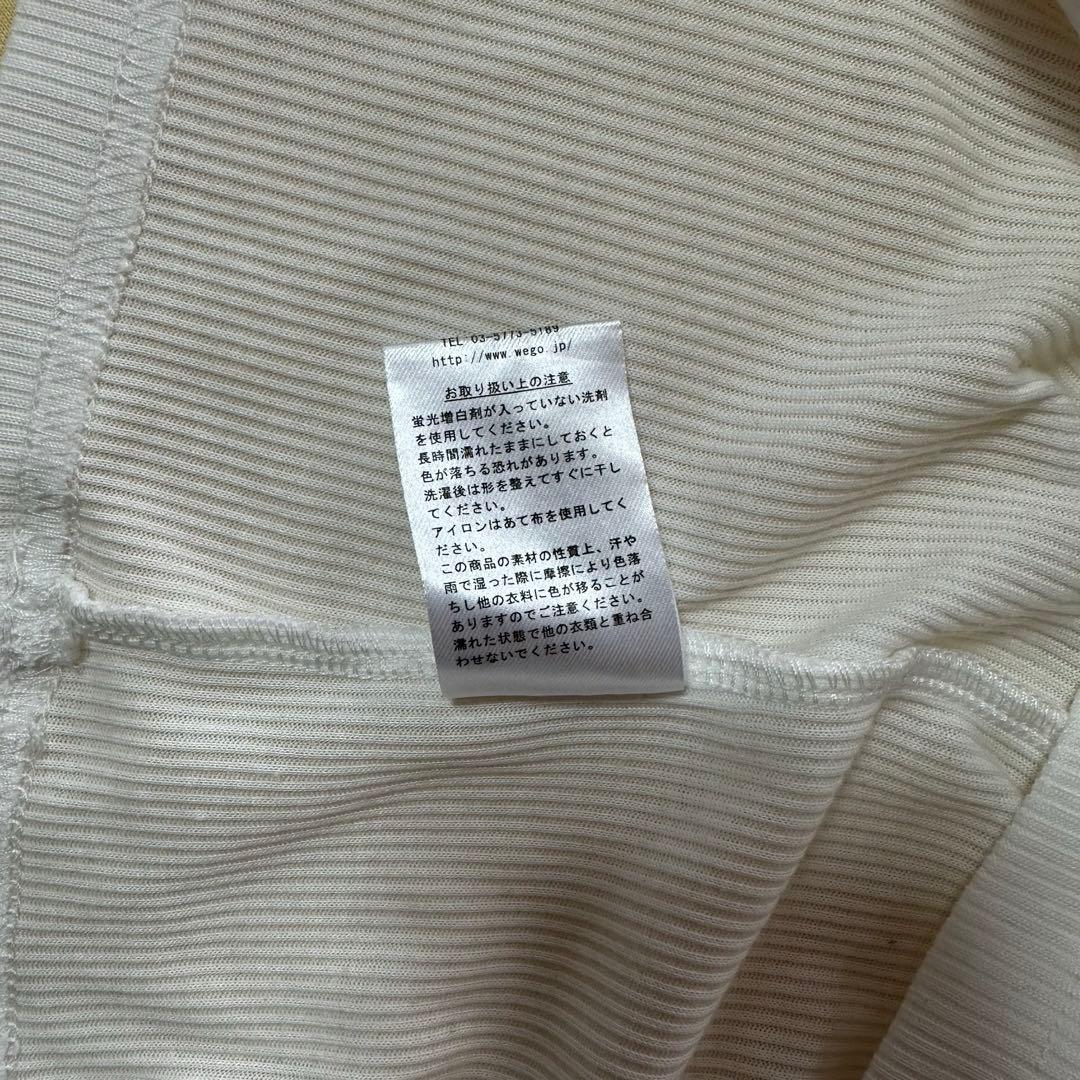 TEL 03-5773-5189
http://www.wego.jp/
お取り扱い上の注意
蛍光増白剤が入っていない洗剤
を使用してください。
長時間濡れたままにしておくと
色が落ちる恐れがあります。
洗濯後は形を整えてすぐに干し
てください。
アイロンはあて布を使用してく
ださい。
この商品の素材の性質上、汗や
雨で湿った際に摩擦により色落
ちし他の衣料に色が移ることが
ありますのでご注意ください。
濡れた状態で他の衣類と重ね合
わせないでください。